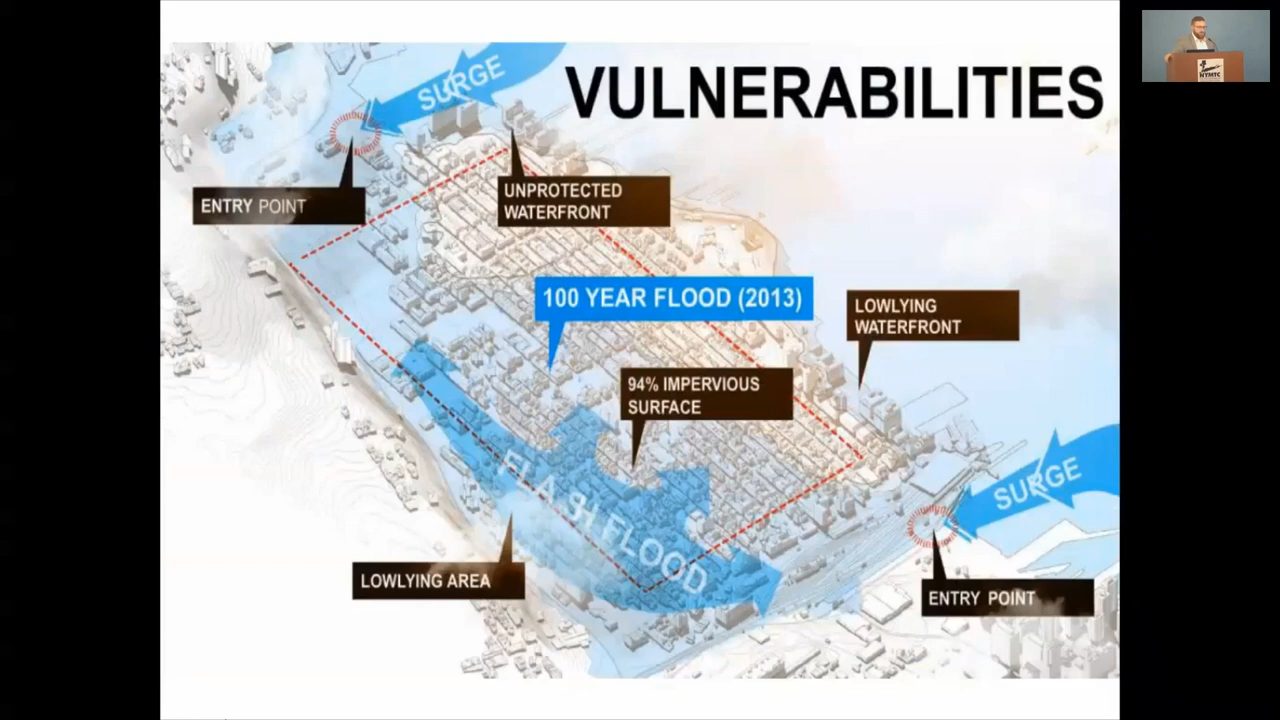 VULNERABILITIES
SURGE
ENTRY POINT
UNPROTECTED
WATERFRONT
100 YEAR FLOOD (2013)
LOWLYING
WATERFRONT
94% IMPERVIOUS
SURFACE
FLASH FLOOD
SURGE
LOWLYING AREA
ENTRY POINT
NYMTC